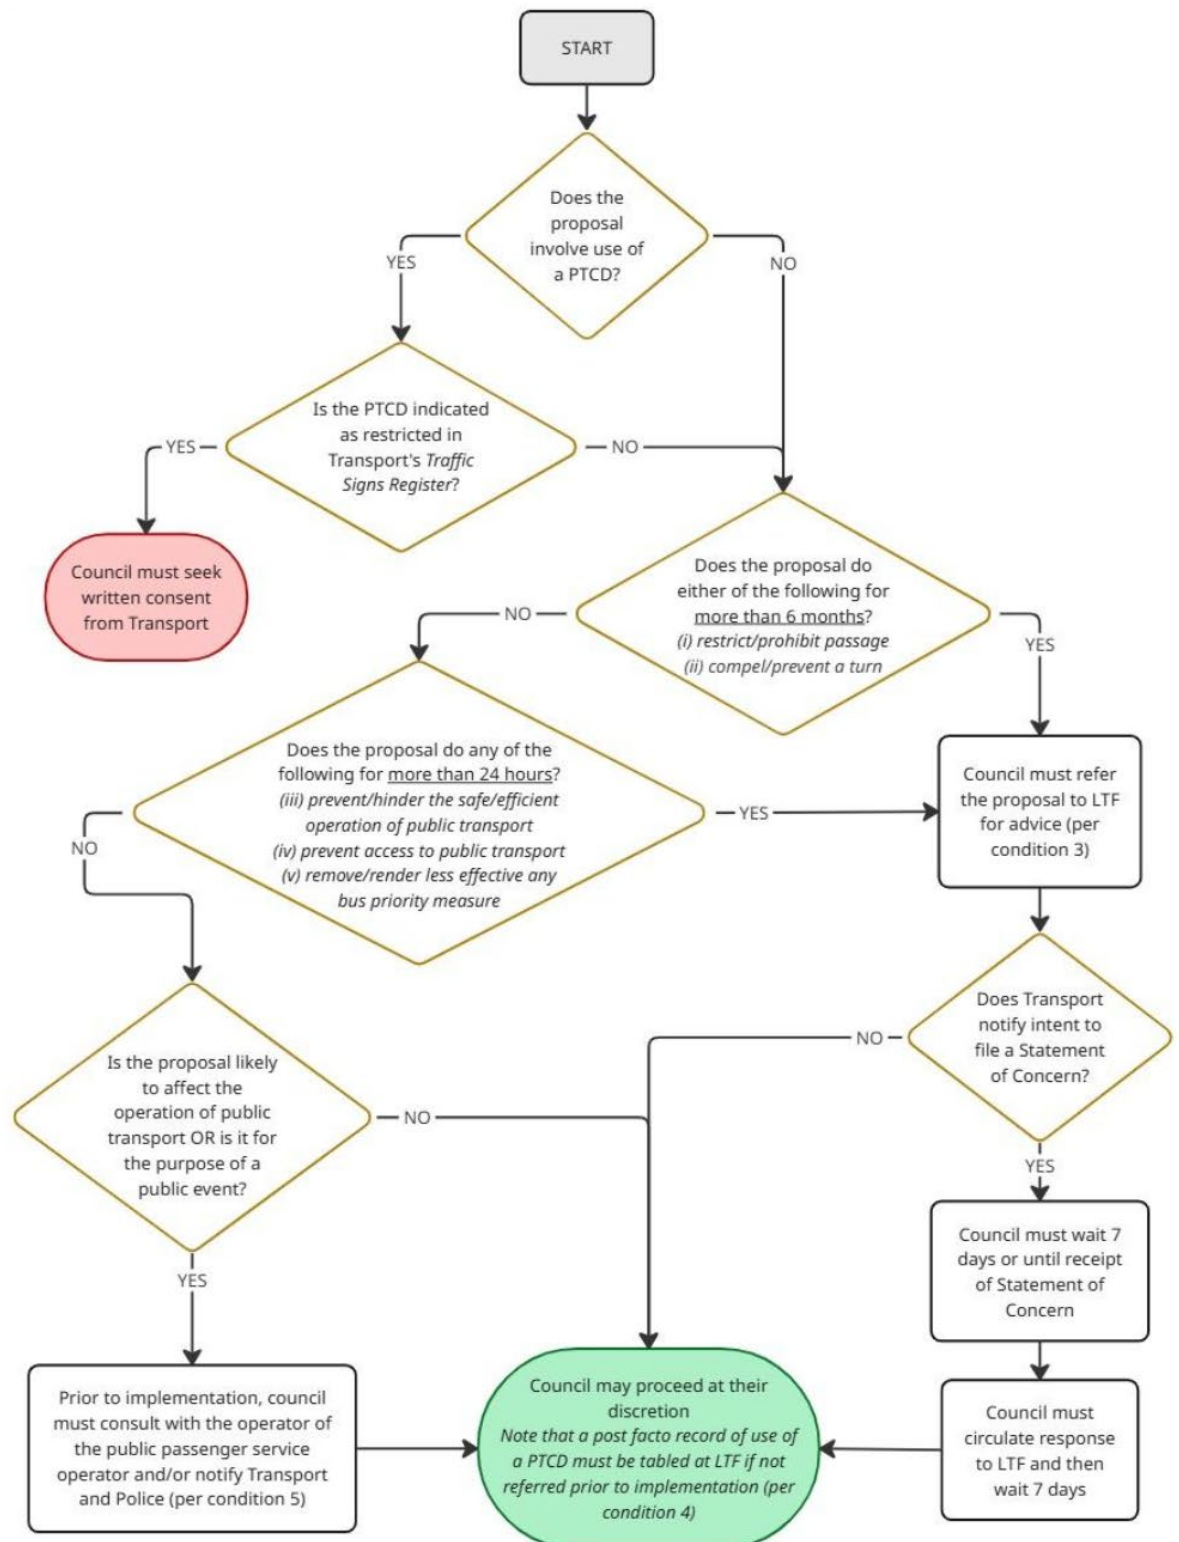 START
Does the
proposal
involve use of
a PTCD?
YES
NO
Is the PTCD indicated
as restricted in
Transport's Traffic
Signs Register?
YES
NO
Council must seek
written consent
from Transport
Does the proposal do
either of the following for
more than 6 months?
(i) restrict/prohibit passage
(ii) compel/prevent a turn
NO
YES
Does the proposal do any of the
following for more than 24 hours?
(iii) prevent/hinder the safe/efficient
operation of public transport
(iv) prevent access to public transport
(v) remove/render less effective any
bus priority measure
YES
NO
Council must refer
the proposal to LTF
for advice (per
condition 3)
Does Transport
notify intent to
file a Statement
of Concern?
NO
YES
Is the proposal likely
to affect the
operation of public
transport OR is it for
the purpose of a
public event?
NO
YES
Council must wait 7
days or until receipt
of Statement of
Concern
Prior to implementation, council
must consult with the operator of
the public passenger service
operator and/or notify Transport
and Police (per condition 5)
Council may proceed at their
discretion
Note that a post facto record of use of
a PTCD must be tabled at LTF if not
referred prior to implementation (per
condition 4)
Council must
circulate response
to LTF and then
wait 7 days